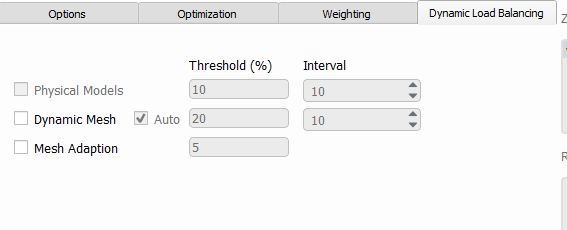 Options Optimization Weighting Dynamic Load Balancing
Threshold (%) Interval
Physical Models 10 10
Dynamic Mesh Auto 20 10
Mesh Adaption 5